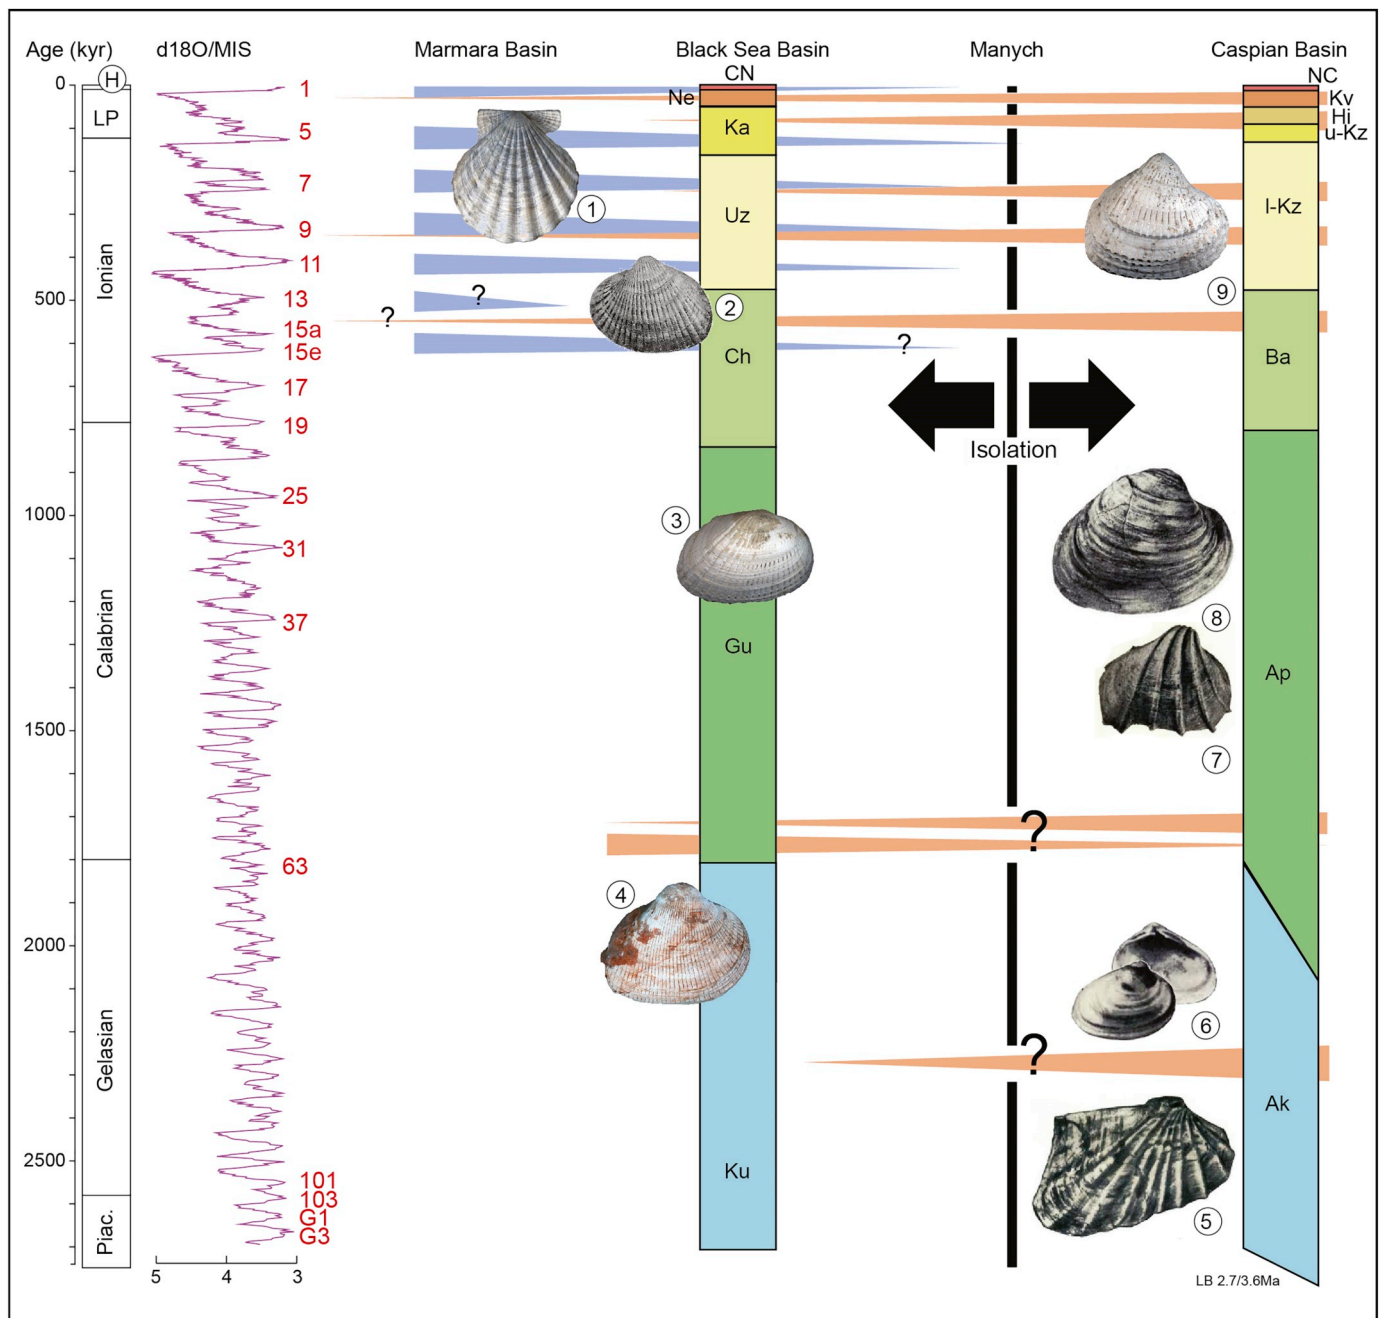 Age (kyr) d18O/MIS Marmara Basin Black Sea Basin Manych Caspian Basin
CN NC
0 H 1
Ne Kv
LP Hi
5 Ka u-Kz
7
1 Uz l-Kz
9
Ionian 11
9
500 13 ? 2
? 15a
15e ?
Ch Ba
17
19
Isolation
25
1000 3
31
37 8
Calabrian Gu Ap
1500 7
?
63
4
2000
6
Gelasian ?
Ak
2500 Ku
101
103 5
G1
Piac. G3
5 4 3 LB 2.7/3.6Ma